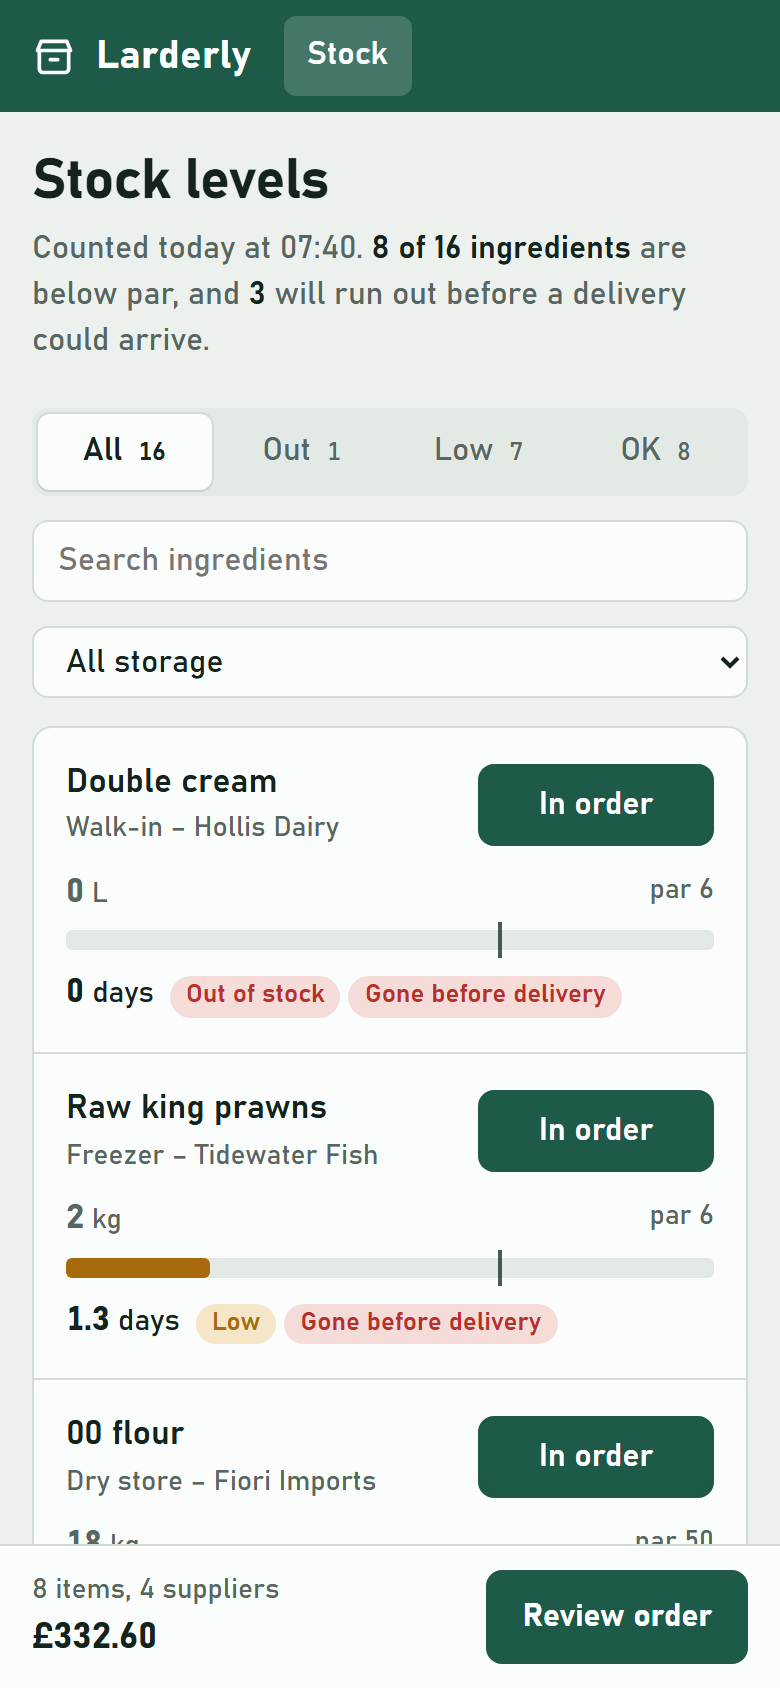 Larderly
Stock
Stock levels
Counted today at 07:40. 8 of 16 ingredients are
below par, and 3 will run out before a delivery
could arrive.
All 16
Out 1
Low 7
OK 8
Search ingredients
All storage
Double cream
In order
Walk-in – Hollis Dairy
0 L
par 6
0 days
Out of stock
Gone before delivery
Raw king prawns
In order
Freezer – Tidewater Fish
2 kg
par 6
1.3 days
Low
Gone before delivery
00 flour
In order
Dry store – Fiori Imports
18 kg
par 50
8 items, 4 suppliers
£332.60
Review order